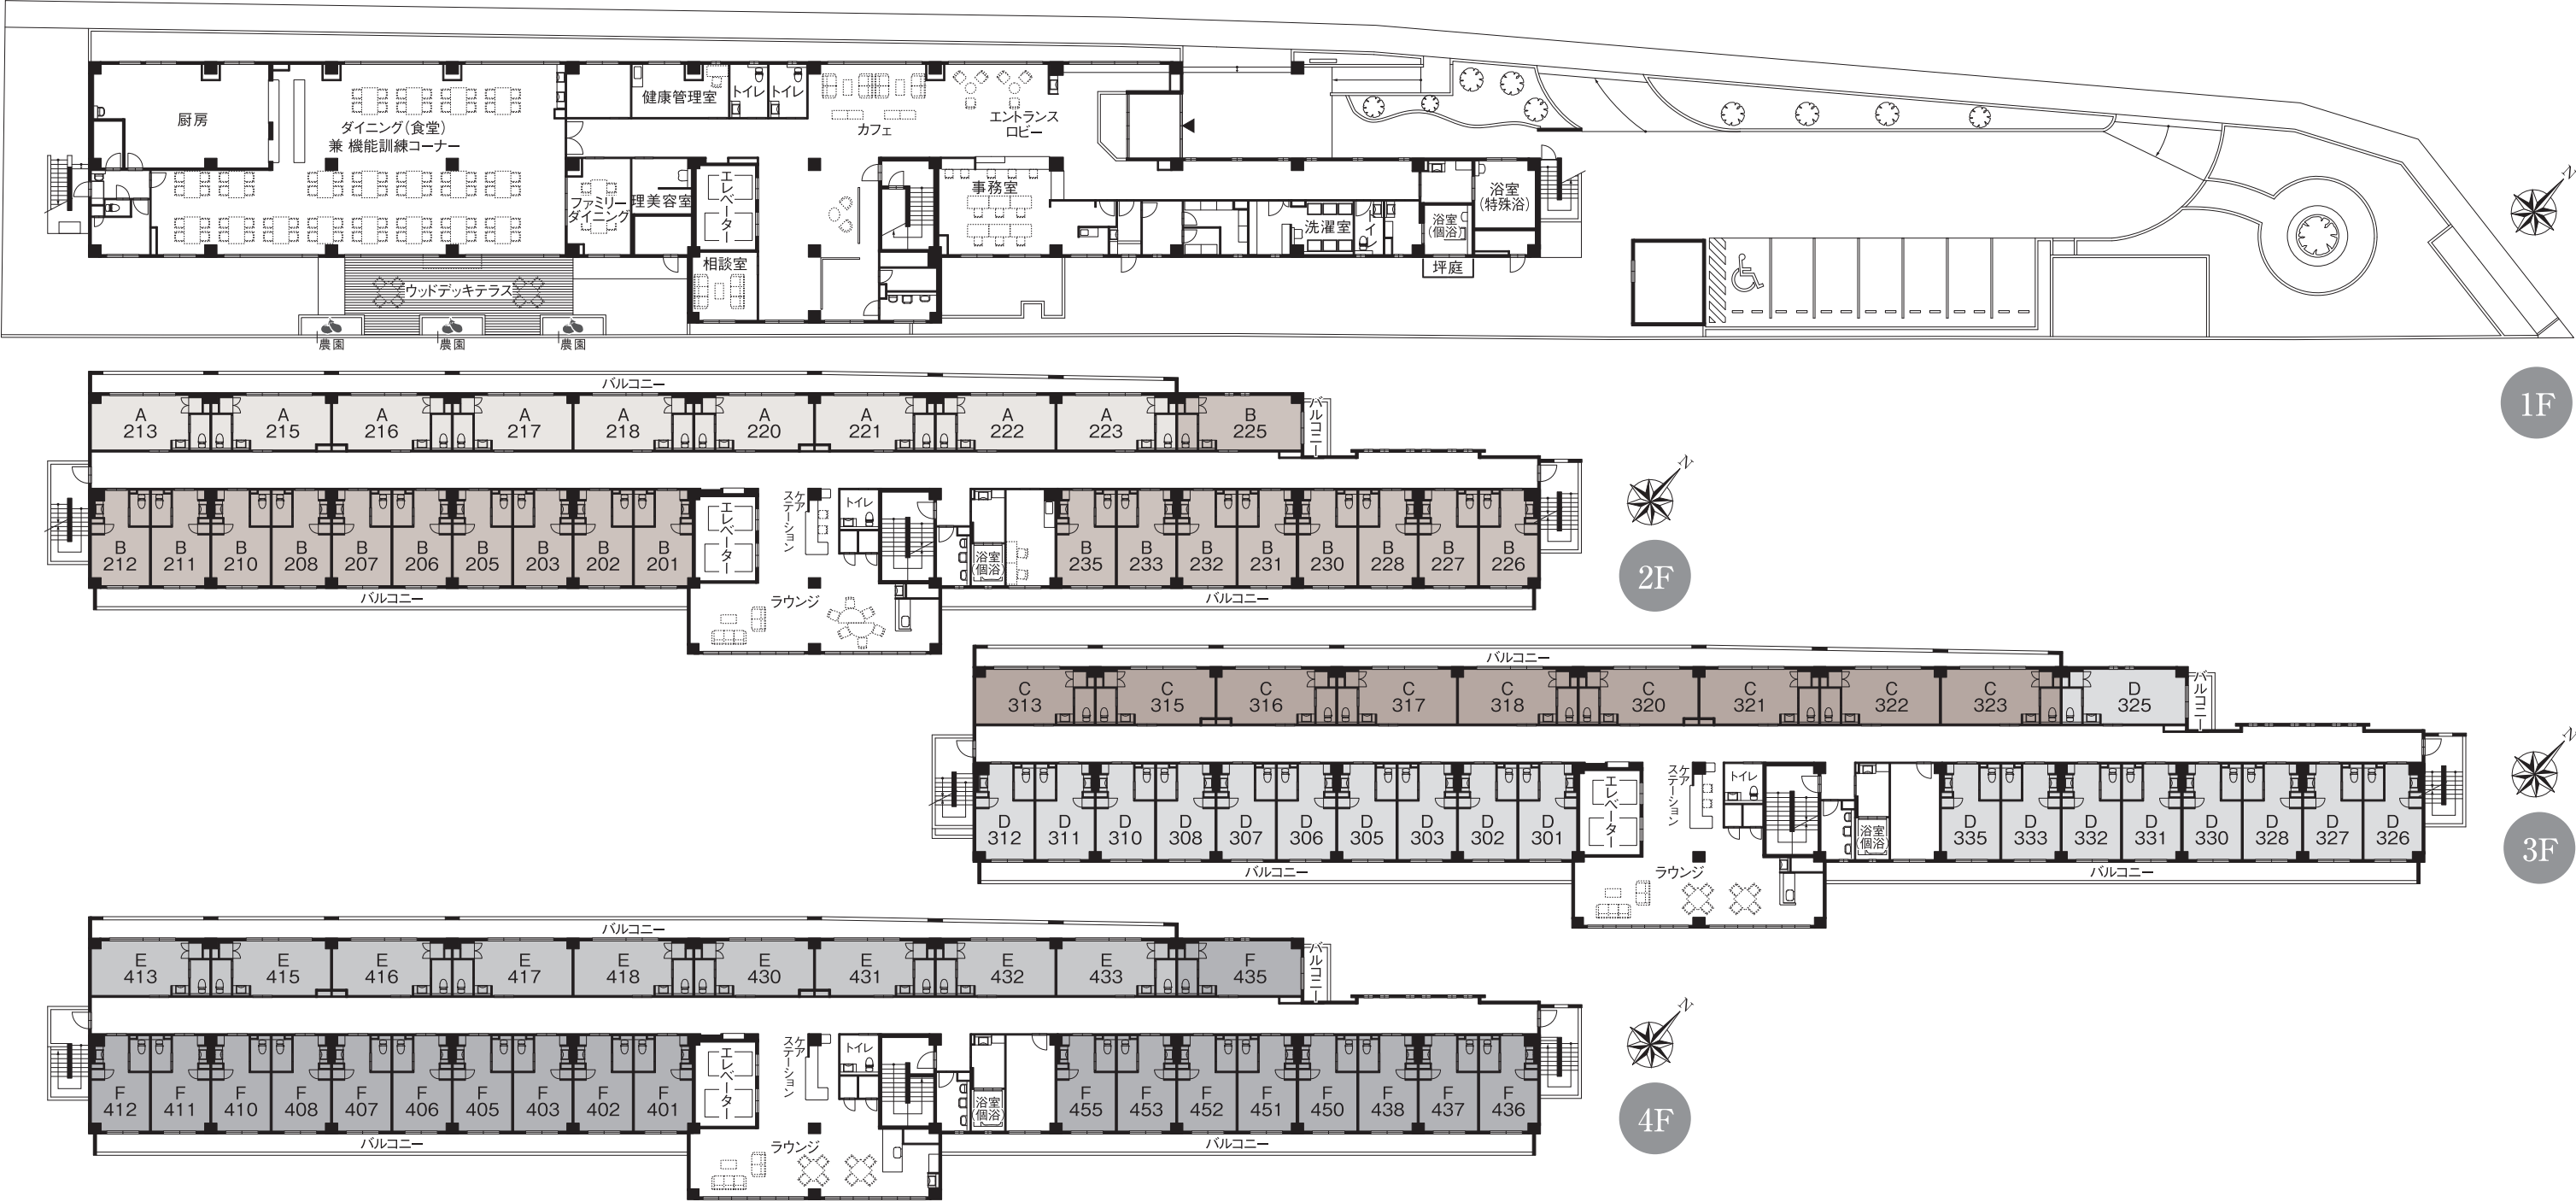 健康管理室
トイレ
トイレ
厨房
ダイニング(食堂)
兼 機能訓練コーナー
カフェ
エントランス
ロビー
ファミリー
ダイニング
理美容室
エレベーター
事務室
洗濯室
トイレ
浴室
(個浴)
浴室
(特殊浴)
坪庭
相談室
ウッドデッキテラス
農園
農園
農園
N
1F
バルコニー
A
213
A
215
A
216
A
217
A
218
A
220
A
221
A
222
A
223
B
225
バルコニー
B
212
B
211
B
210
B
208
B
207
B
206
B
205
B
203
B
202
B
201
エレベーター
ケア
ステーション
トイレ
浴室
(個浴)
B
235
B
233
B
232
B
231
B
230
B
228
B
227
B
226
バルコニー
ラウンジ
バルコニー
N
2F
バルコニー
C
313
C
315
C
316
C
317
C
318
C
320
C
321
C
322
C
323
D
325
バルコニー
D
312
D
311
D
310
D
308
D
307
D
306
D
305
D
303
D
302
D
301
エレベーター
ケア
ステーション
トイレ
浴室
(個浴)
D
335
D
333
D
332
D
331
D
330
D
328
D
327
D
326
バルコニー
ラウンジ
バルコニー
N
3F
バルコニー
E
413
E
415
E
416
E
417
E
418
E
430
E
431
E
432
E
433
F
435
バルコニー
F
412
F
411
F
410
F
408
F
407
F
406
F
405
F
403
F
402
F
401
エレベーター
ケア
ステーション
トイレ
浴室
(個浴)
F
455
F
453
F
452
F
451
F
450
F
438
F
437
F
436
バルコニー
ラウンジ
バルコニー
N
4F